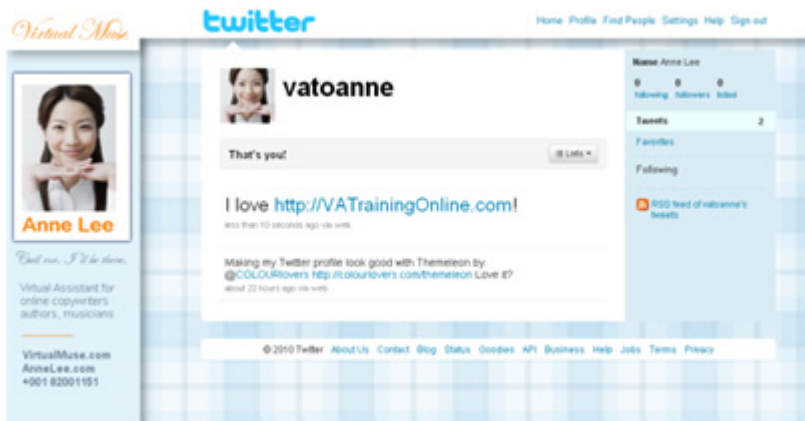 Virtual Muse
twitter
Home Profile Find People Settings Help Sign out
Anne Lee
Call me. I'll be there.
Virtual Assistant for
online copywriters
authors, musicians
VirtualMuse.com
AnneLee.com
+001 82001151
vatoanne
That's you!
Lists
I love http://VATrainingOnline.com!
less than 10 seconds ago via web
Making my Twitter profile look good with Themeleon by
@COLOURlovers http://colourlovers.com/themeleon Love it?
about 22 hours ago via web
Name Anne Lee
0 0 0
following followers listed
Tweets 2
Favorites
Following
RSS feed of vatoanne's
tweets
© 2010 Twitter About Us Contact Blog Status Goodies API Business Help Jobs Terms Privacy